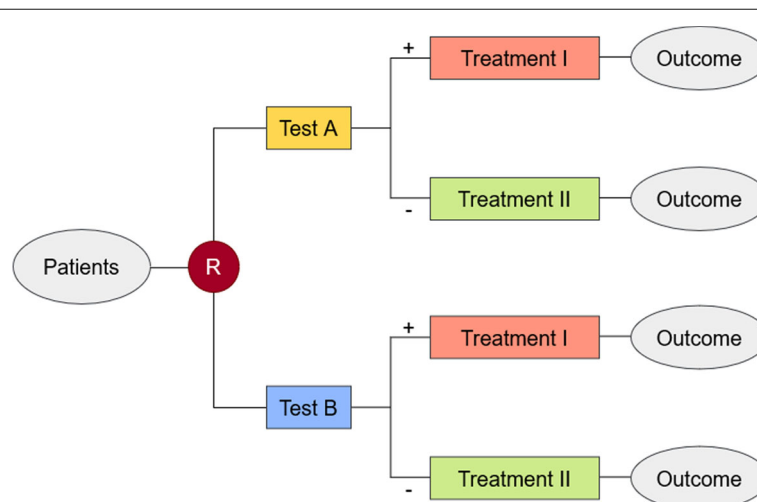 +
Treatment I
Outcome
Test A
-
Treatment II
Outcome
Patients
R
+
Treatment I
Outcome
Test B
-
Treatment II
Outcome